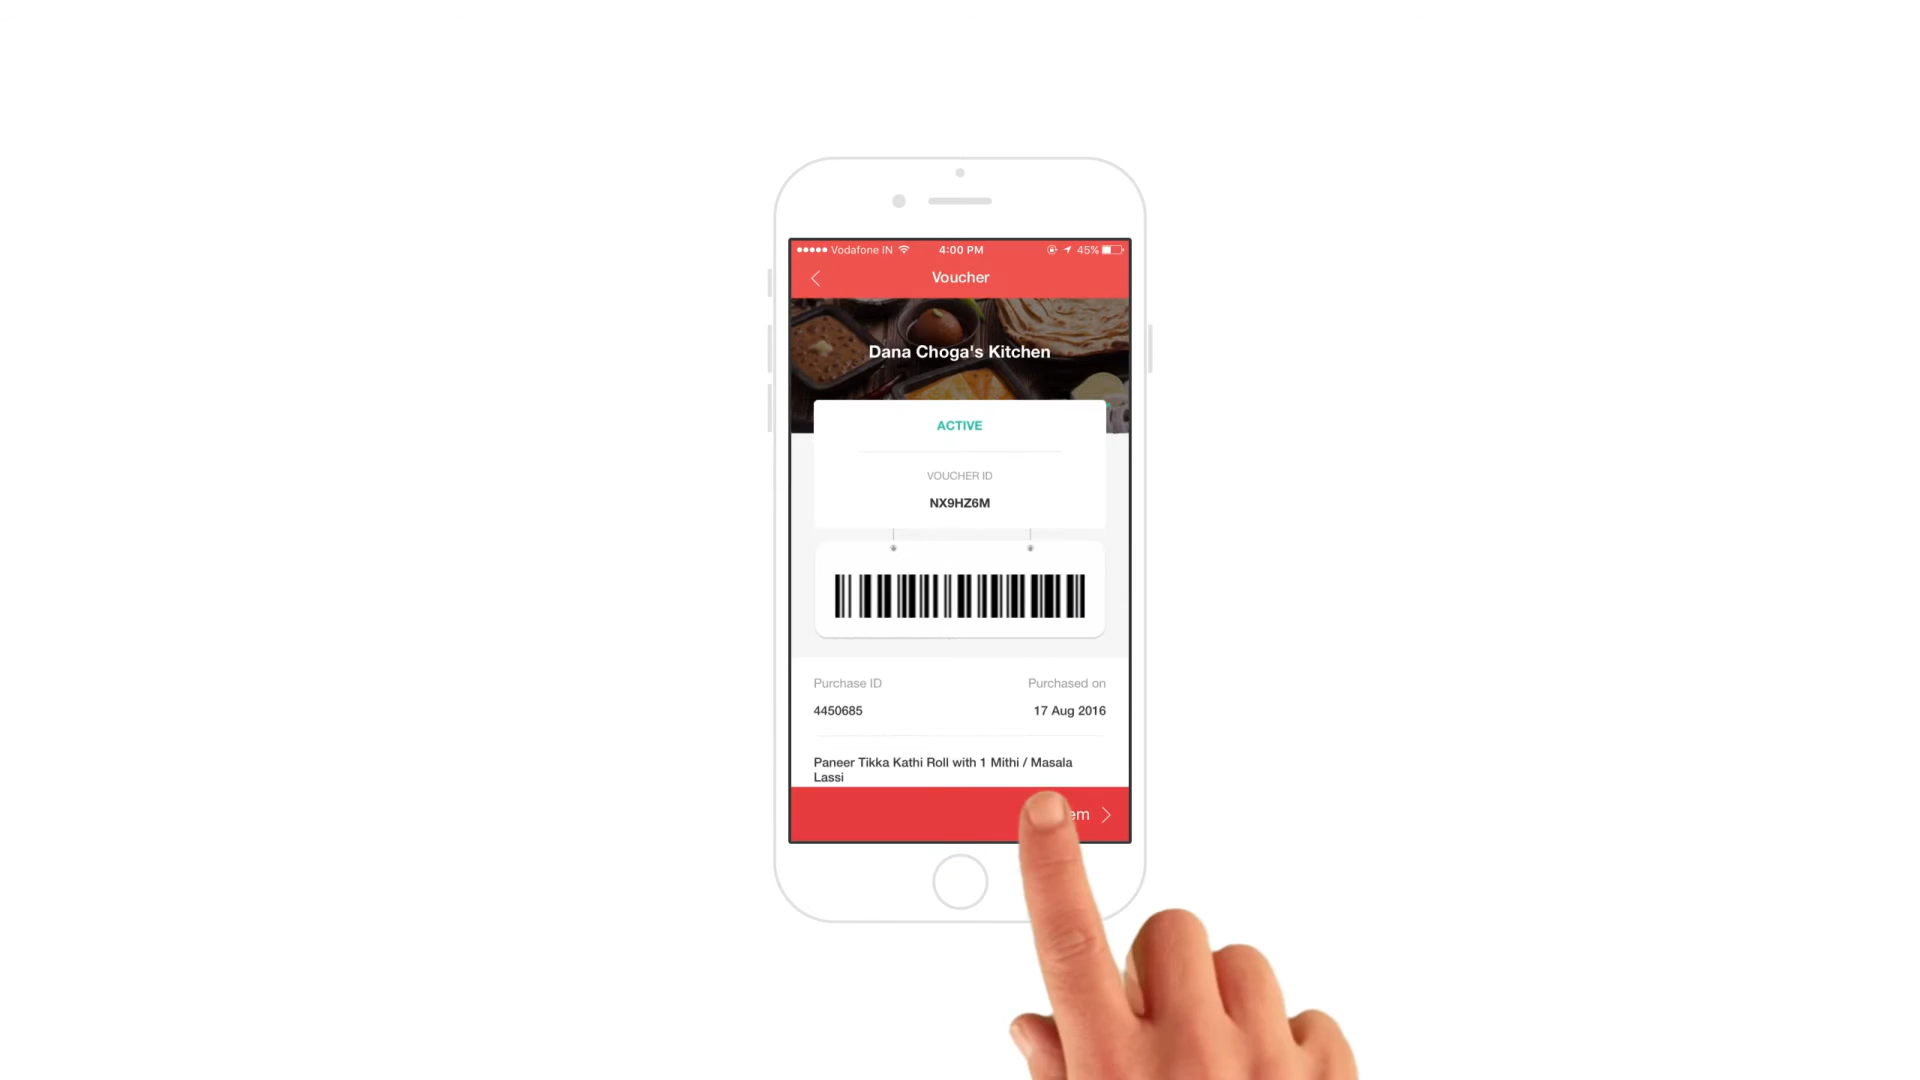 Vodafone IN 4:00 PM 45%
Voucher
Dana Choga's Kitchen
ACTIVE
VOUCHER ID
NX9HZ6M
Purchase ID Purchased on
4450685 17 Aug 2016
Paneer Tikka Kathi Roll with 1 Mithi / Masala
Lassi